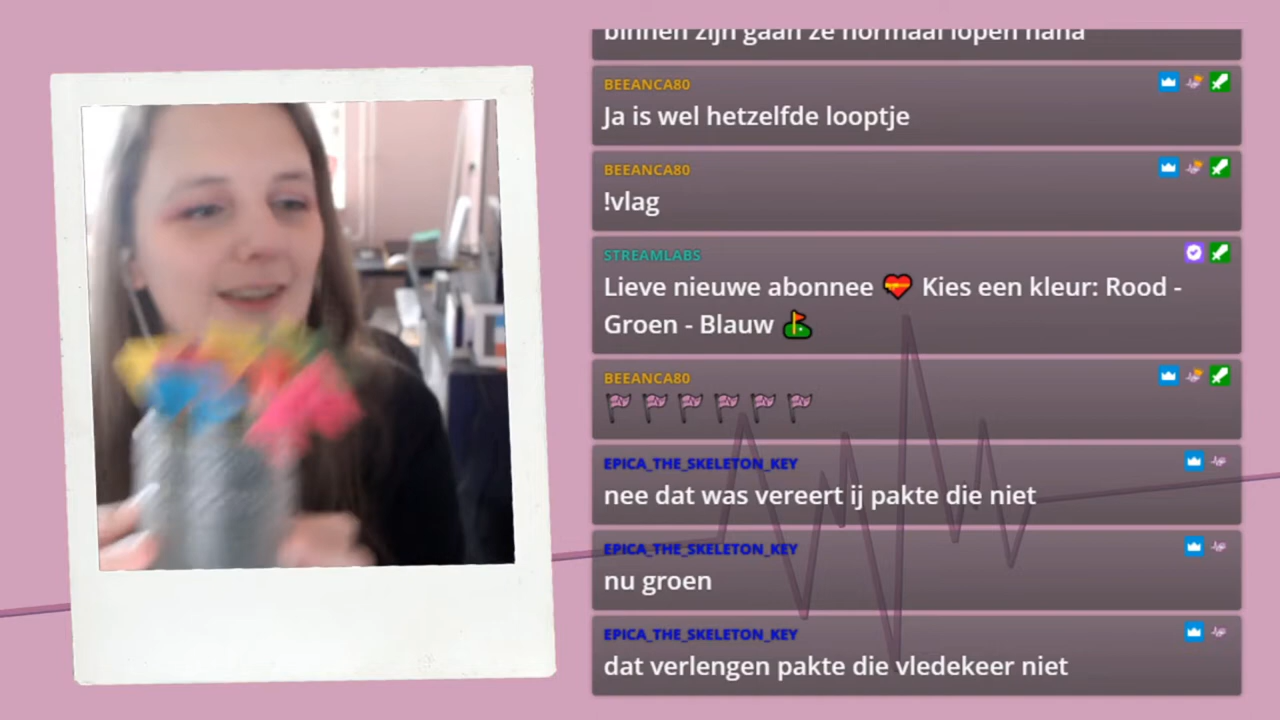 binnen zijn gaan ze normaal lopen haha
BEEANCA80
Ja is wel hetzelfde looptje
BEEANCA80
!vlag
STREAMLABS
Lieve nieuwe abonnee Kies een kleur: Rood -
Groen - Blauw
BEEANCA80
EPICA_THE_SKELETON_KEY
nee dat was vereert ij pakte die niet
EPICA_THE_SKELETON_KEY
nu groen
EPICA_THE_SKELETON_KEY
dat verlengen pakte die vledekeer niet